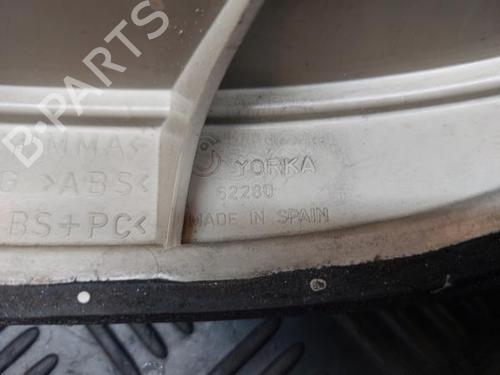 B-PARTS
MMA<
YORKA
G >ABS<
62280
BS+PC<
MADE IN SPAIN